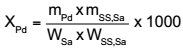 X_Pd = (m_Pd x m_SS,Sa) / (W_Sa x W_SS,Sa) x 1000